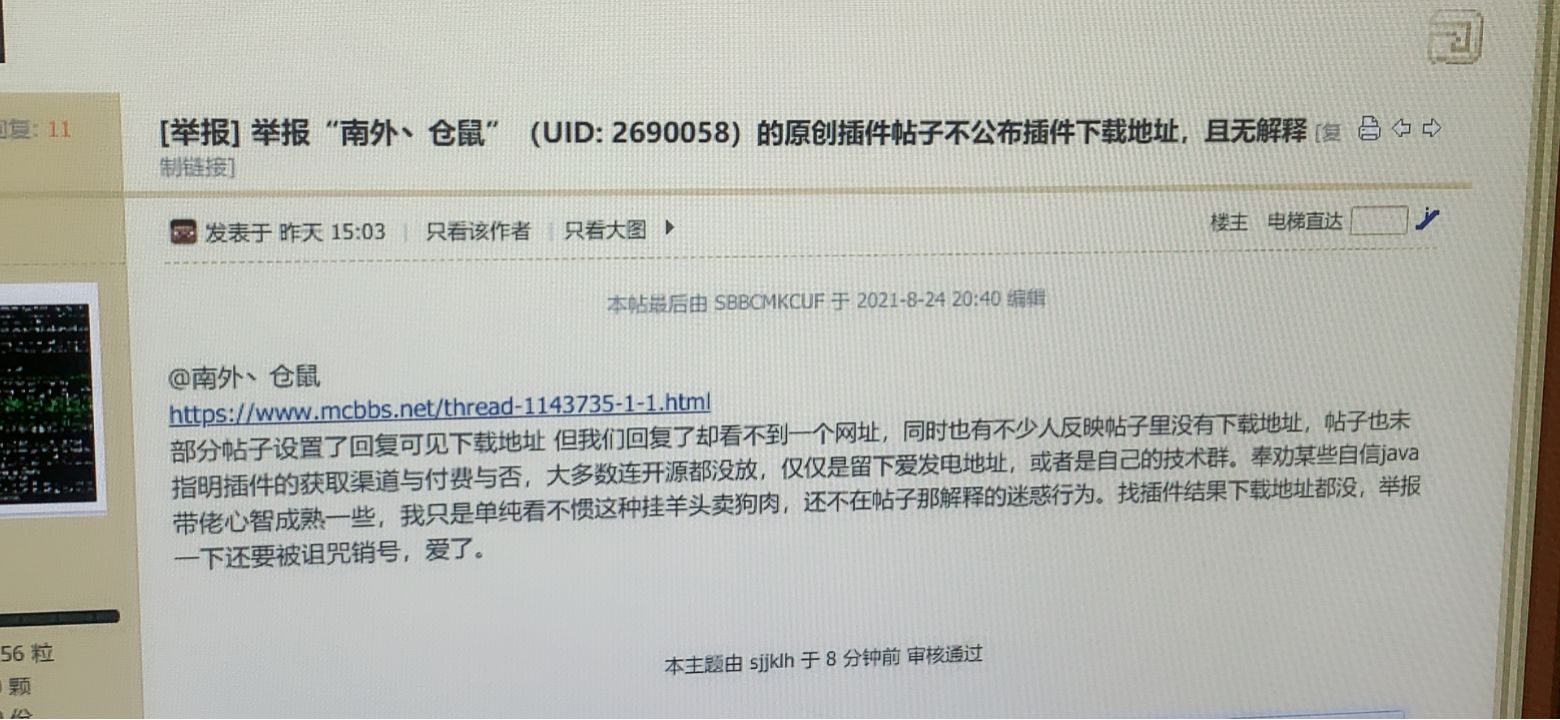 回复: 11
[举报] 举报“南外丶仓鼠”（UID: 2690058）的原创插件帖子不公布插件下载地址，且无解释 [复
制链接]
发表于 昨天 15:03 | 只看该作者 | 只看大图
楼主 电梯直达
本帖最后由 SBBCMKCUF 于 2021-8-24 20:40 编辑
@南外丶仓鼠
https://www.mcbbs.net/thread-1143735-1-1.html
部分帖子设置了回复可见下载地址 但我们回复了却看不到一个网址，同时也有不少人反映帖子里没有下载地址，帖子也未
指明插件的获取渠道与付费与否，大多数连开源都没放，仅仅是留下爱发电地址，或者是自己的技术群。奉劝某些自信java
带佬心智成熟一些，我只是单纯看不惯这种挂羊头卖狗肉，还不在帖子那解释的迷惑行为。找插件结果下载地址都没，举报
一下还要被诅咒销号，爱了。
56 粒
颗
份
本主题由 sjjklh 于 8 分钟前 审核通过